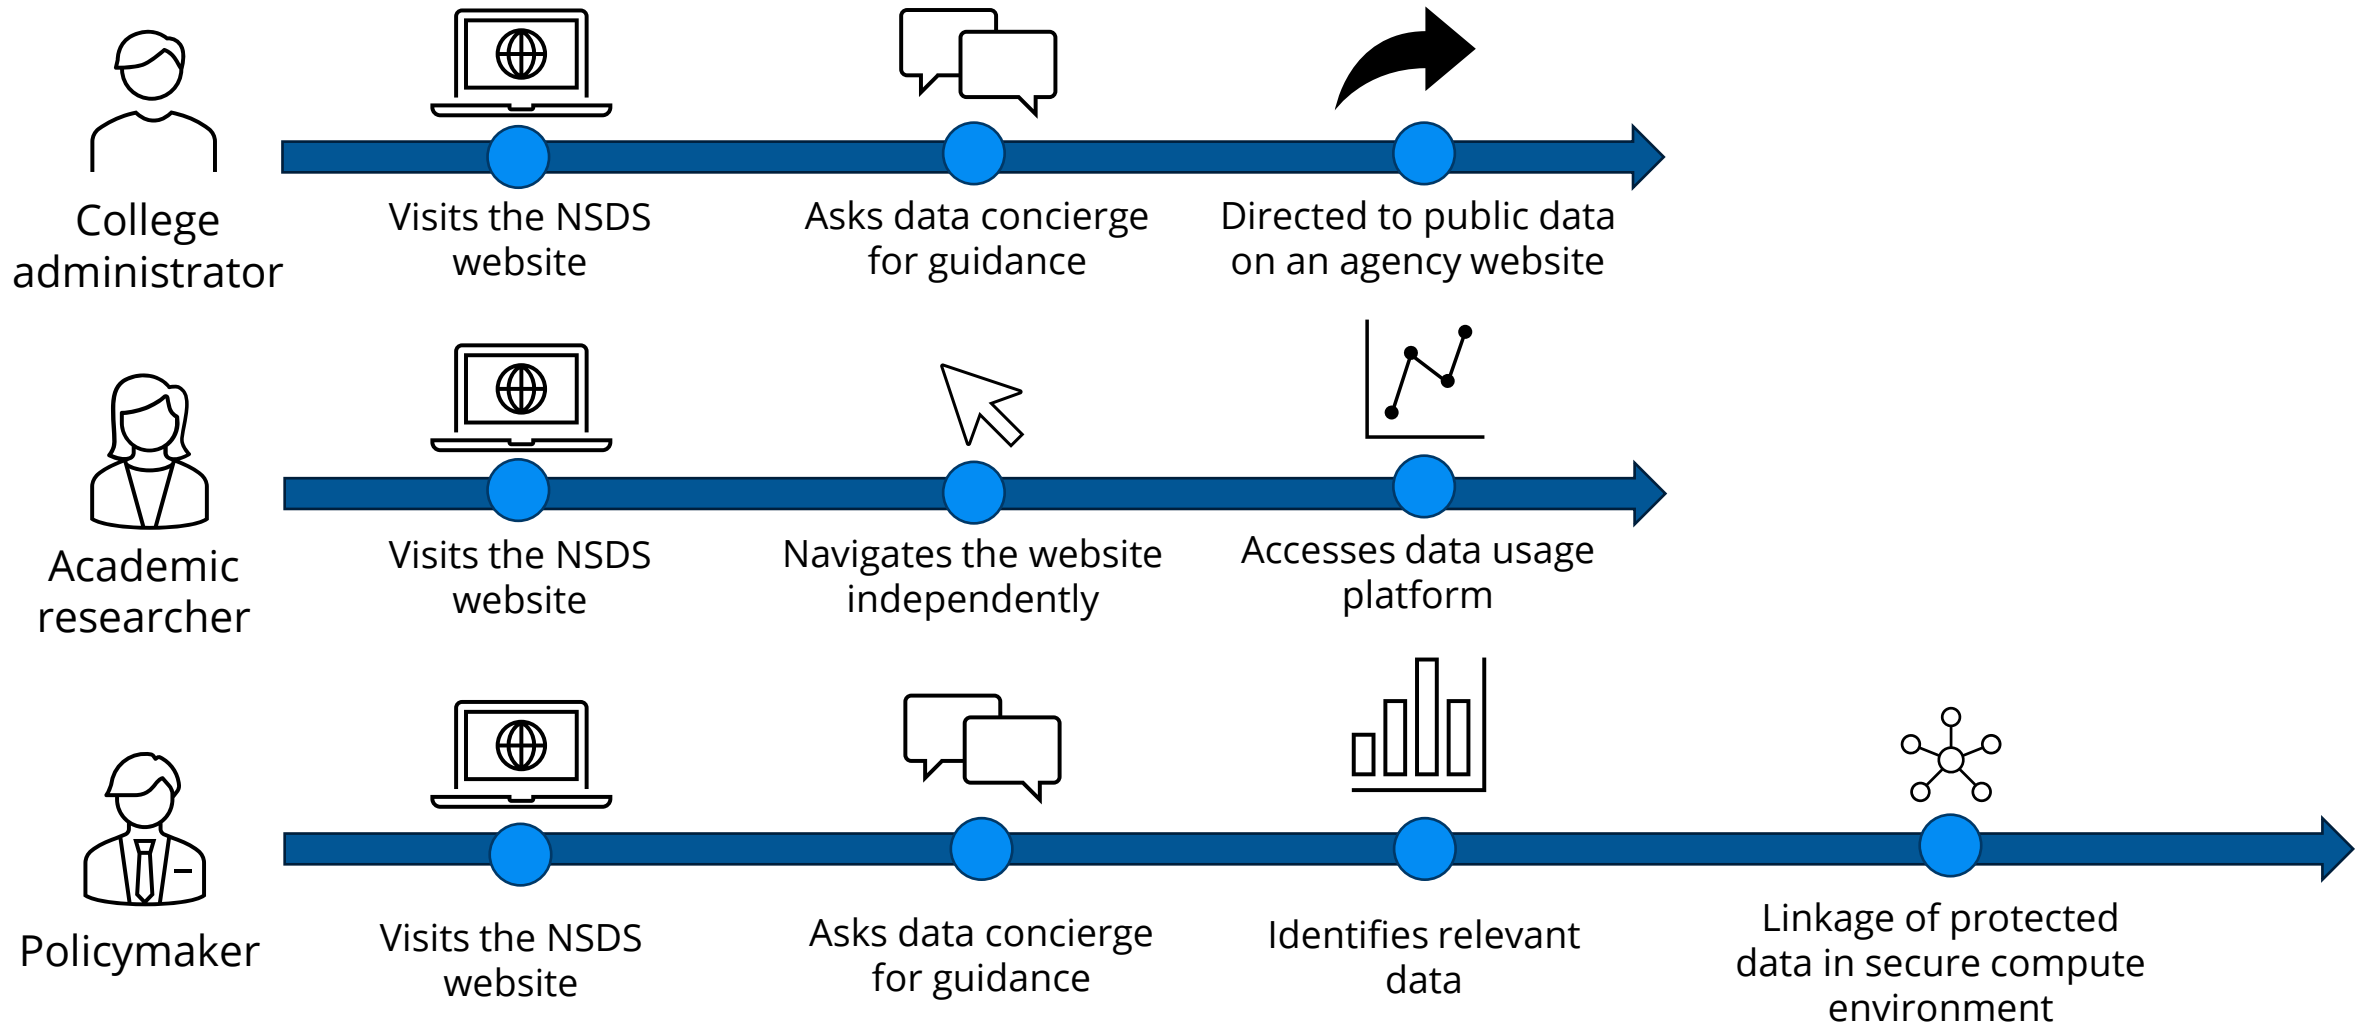 College
administrator
Visits the NSDS
website
Asks data concierge
for guidance
Directed to public data
on an agency website
Academic
researcher
Visits the NSDS
website
Navigates the website
independently
Accesses data usage
platform
Policymaker
Visits the NSDS
website
Asks data concierge
for guidance
Identifies relevant
data
Linkage of protected
data in secure compute
environment